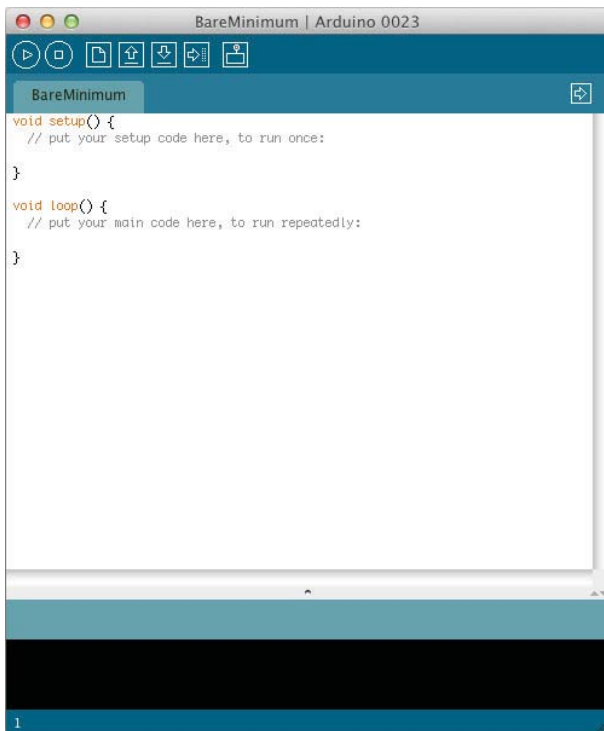 BareMinimum | Arduino 0023
BareMinimum
void setup() {
  // put your setup code here, to run once:
}
void loop() {
  // put your main code here, to run repeatedly:
}
1